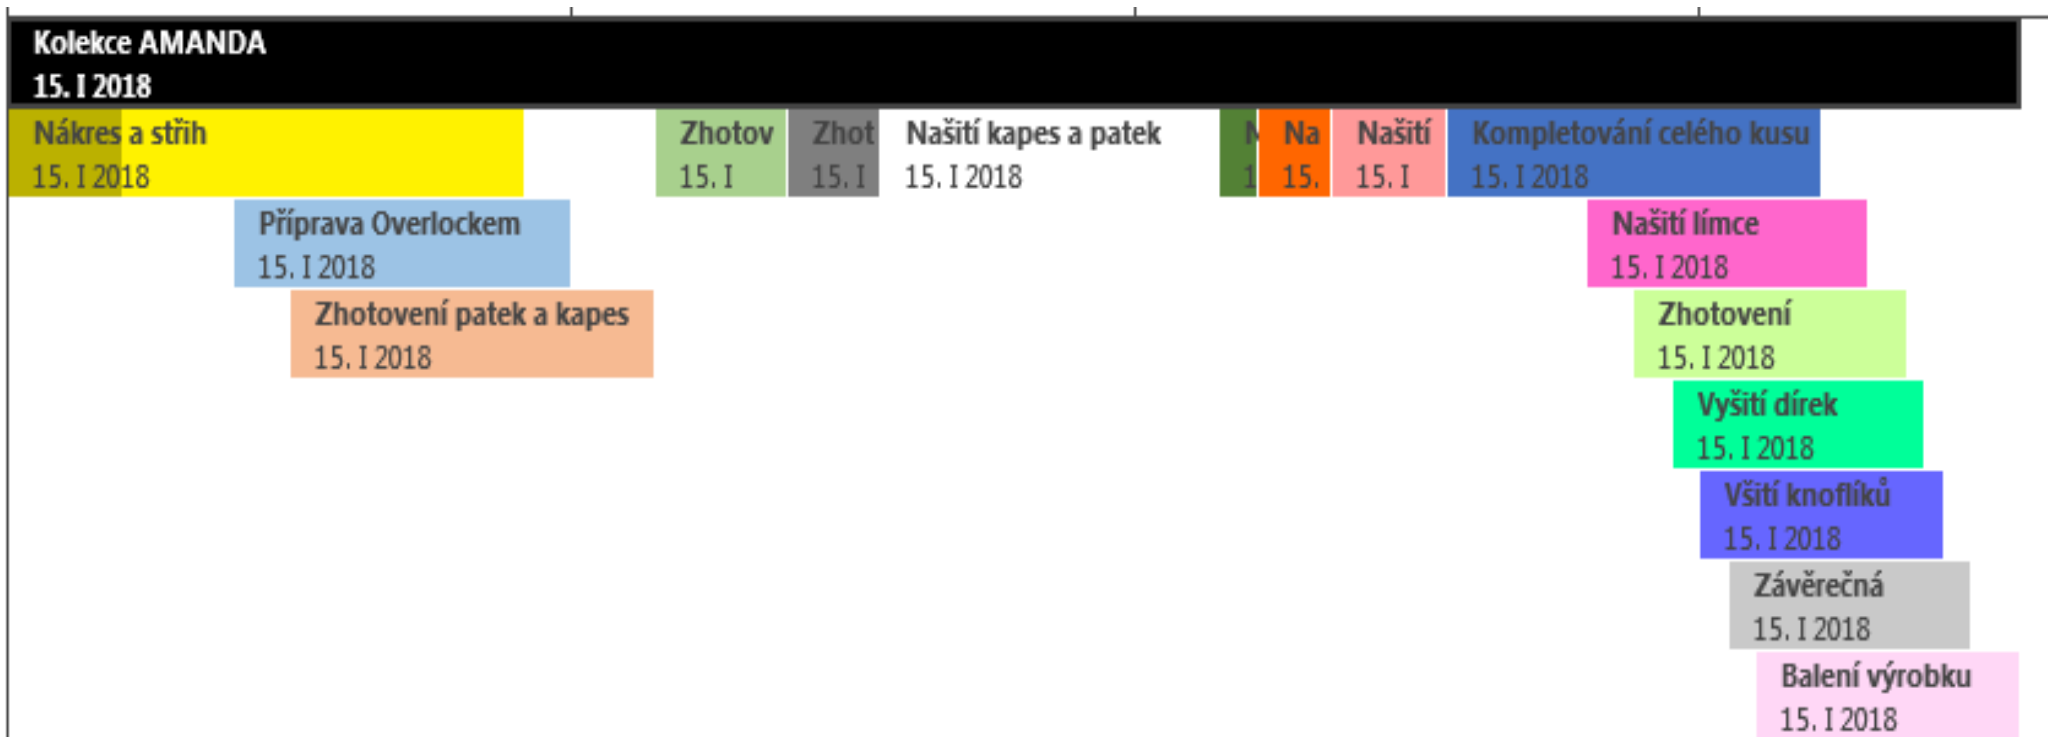 Kolekce AMANDA
15. I 2018
Nákres a střih
15. I 2018
Zhotov
15. I
Zhot
15. I
Našití kapes a patek
15. I 2018
Na
15.
Našití
15. I
Kompletování celého kusu
15. I 2018
Příprava Overlockem
15. I 2018
Našití límce
15. I 2018
Zhotovení patek a kapes
15. I 2018
Zhotovení
15. I 2018
Vyšití dírek
15. I 2018
Všití knoflíků
15. I 2018
Závěrečná
15. I 2018
Balení výrobku
15. I 2018